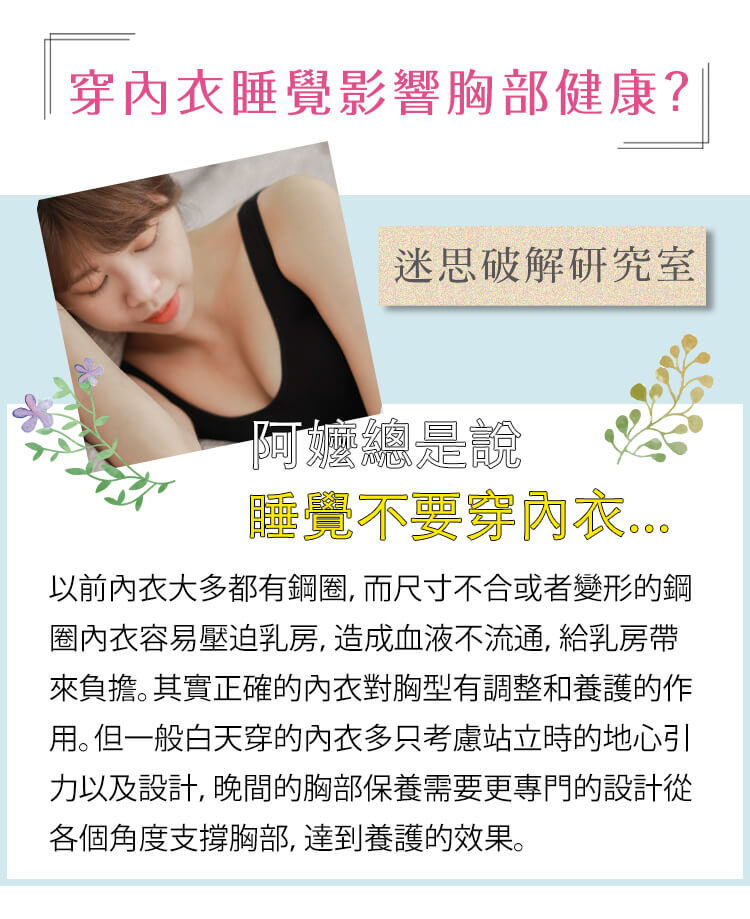 穿內衣睡覺影響胸部健康?
迷思破解研究室
阿嬤總是說
睡覺不要穿內衣...
以前內衣大多都有鋼圈, 而尺寸不合或者變形的鋼
圈內衣容易壓迫乳房, 造成血液不流通, 給乳房帶
來負擔。其實正確的內衣對胸型有調整和養護的作
用。但一般白天穿的內衣多只考慮站立時的地心引
力以及設計, 晚間的胸部保養需要更專門的設計從
各個角度支撐胸部, 達到養護的效果。